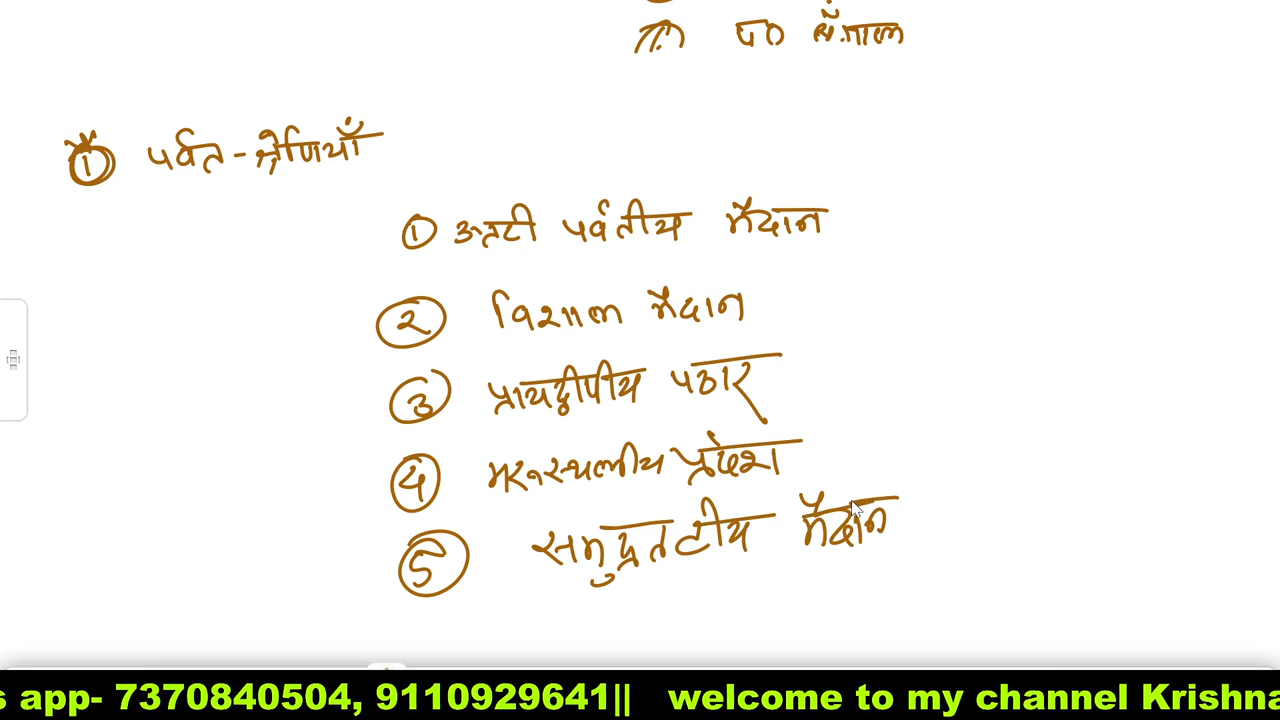 प० बंगाल
① पर्वत-श्रेणियाँ
① उत्तरी पर्वतीय मैदान
② विशाल मैदान
③ प्रायद्वीपीय पठार
④ मरुस्थलीय प्रदेश
⑤ समुद्रतटीय मैदान
s app- 7370840504, 9110929641|| welcome to my channel Krishna